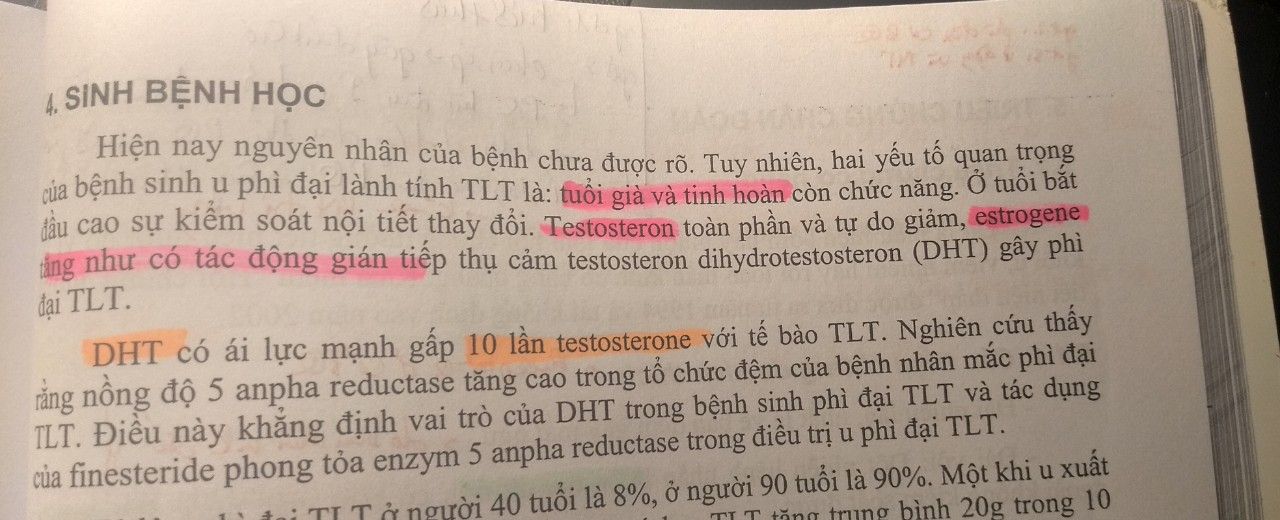 4. SINH BỆNH HỌC
Hiện nay nguyên nhân của bệnh chưa được rõ. Tuy nhiên, hai yếu tố quan trọng
của bệnh sinh u phì đại lành tính TLT là: tuổi già và tinh hoàn còn chức năng. Ở tuổi bắt
đầu cao sự kiểm soát nội tiết thay đổi. Testosteron toàn phần và tự do giảm, estrogene
tăng như có tác động gián tiếp thụ cảm testosteron dihydrotestosteron (DHT) gây phì
đại TLT.
DHT có ái lực mạnh gấp 10 lần testosterone với tế bào TLT. Nghiên cứu thấy
rằng nồng độ 5 anpha reductase tăng cao trong tổ chức đệm của bệnh nhân mắc phì đại
TLT. Điều này khẳng định vai trò của DHT trong bệnh sinh phì đại TLT và tác dụng
của finesteride phong tỏa enzym 5 anpha reductase trong điều trị u phì đại TLT.
đại TLT ở người 40 tuổi là 8%, ở người 90 tuổi là 90%. Một khi u xuất
TLT tăng trung bình 20g trong 10